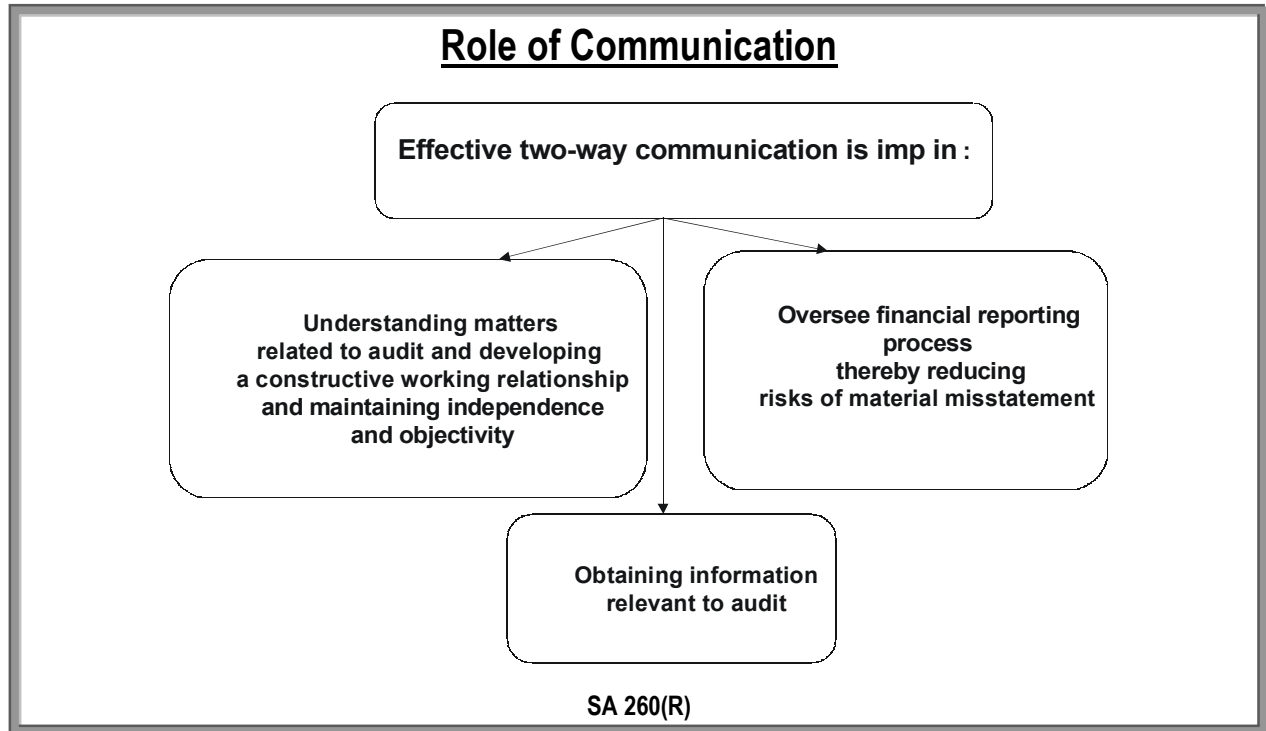 Role of Communication
Effective two-way communication is imp in :
Understanding matters
related to audit and developing
a constructive working relationship
and maintaining independence
and objectivity
Oversee financial reporting
process
thereby reducing
risks of material misstatement
Obtaining information
relevant to audit
SA 260(R)